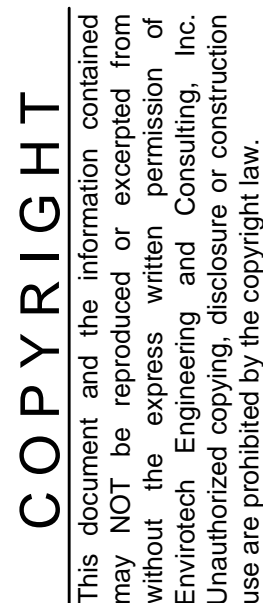 COPYRIGHT
This document and the information contained
may NOT be reproduced or excerpted from
without the express written permission of
Envirotech Engineering and Consulting, Inc.
Unauthorized copying, disclosure or construction
use are prohibited by the copyright law.